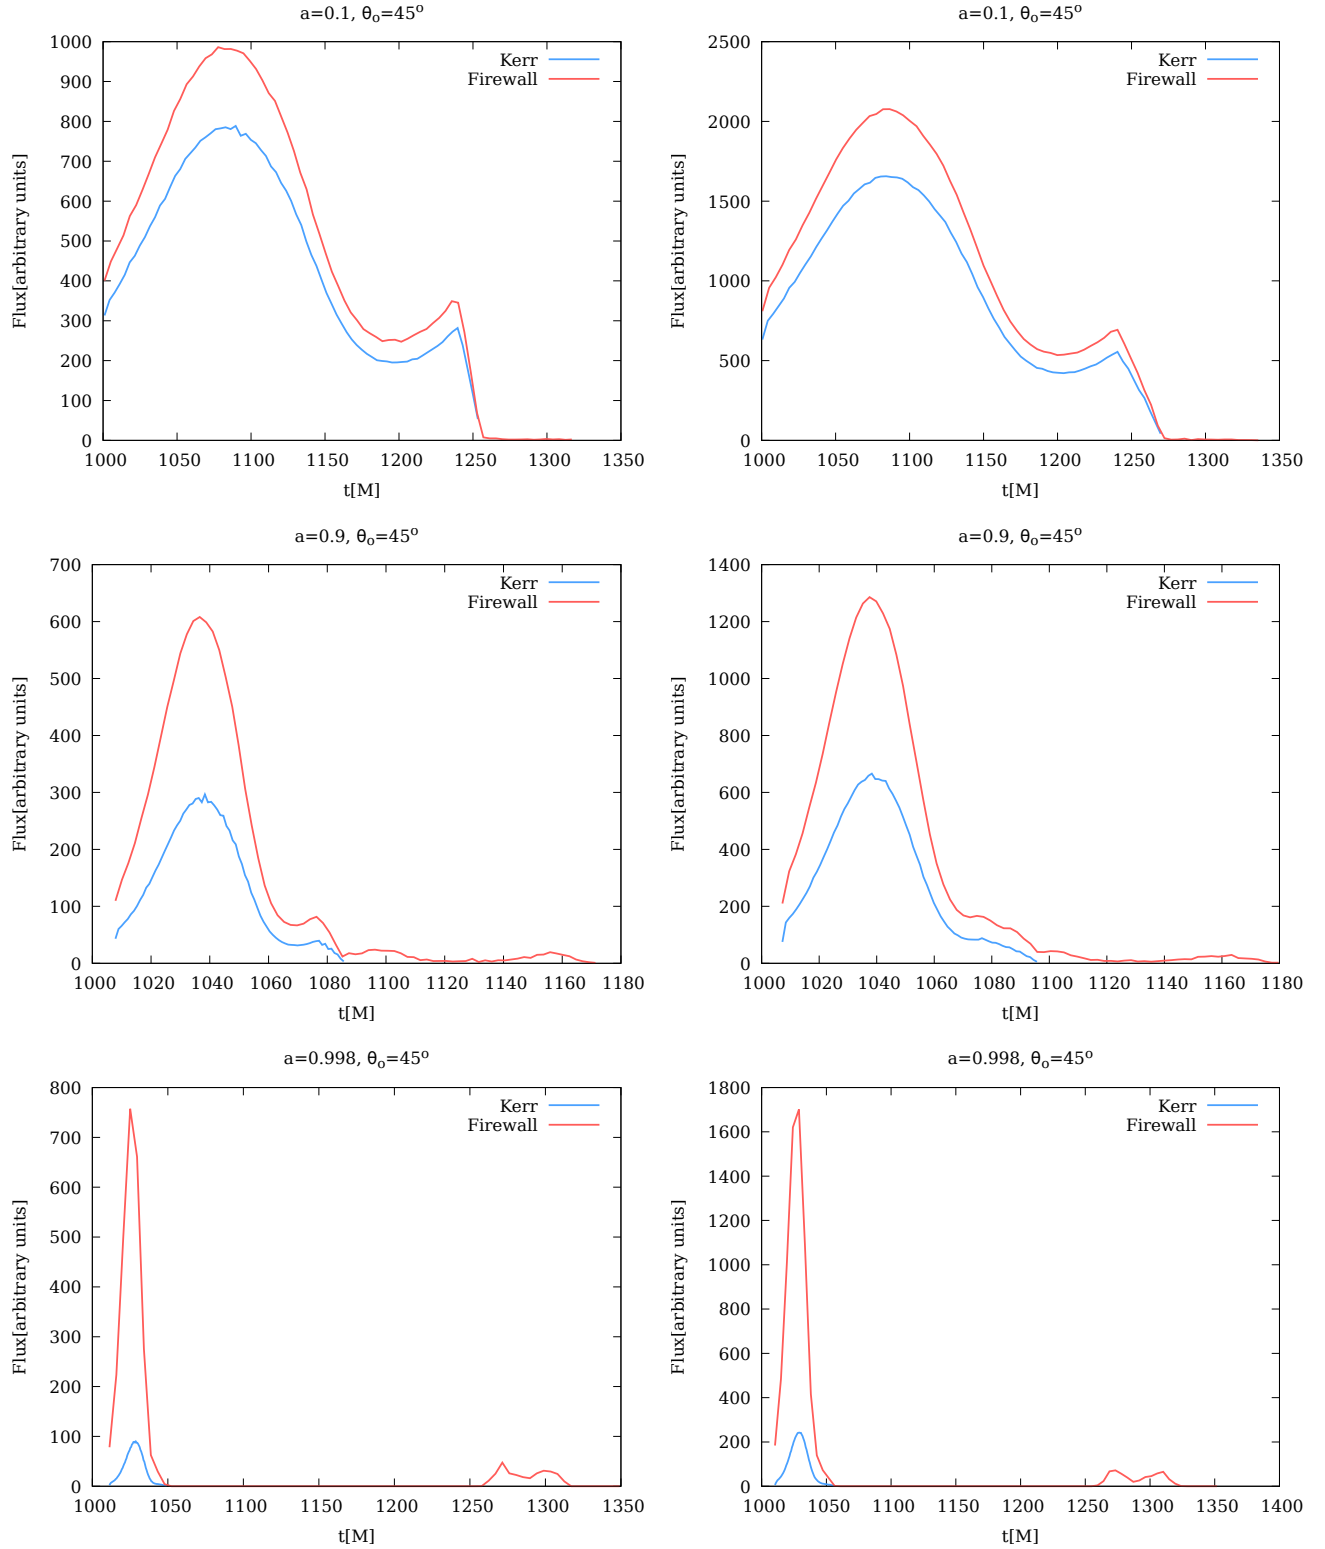 a=0.1, θo=45o
Kerr
Firewall
Flux[arbitrary units]
1000
900
800
700
600
500
400
300
200
100
0
1000 1050 1100 1150 1200 1250 1300 1350
t[M]
a=0.1, θo=45o
Kerr
Firewall
Flux[arbitrary units]
2500
2000
1500
1000
500
0
1000 1050 1100 1150 1200 1250 1300 1350
t[M]
a=0.9, θo=45o
Kerr
Firewall
Flux[arbitrary units]
700
600
500
400
300
200
100
0
1000 1020 1040 1060 1080 1100 1120 1140 1160 1180
t[M]
a=0.9, θo=45o
Kerr
Firewall
Flux[arbitrary units]
1400
1200
1000
800
600
400
200
0
1000 1020 1040 1060 1080 1100 1120 1140 1160 1180
t[M]
a=0.998, θo=45o
Kerr
Firewall
Flux[arbitrary units]
800
700
600
500
400
300
200
100
0
1000 1050 1100 1150 1200 1250 1300 1350
t[M]
a=0.998, θo=45o
Kerr
Firewall
Flux[arbitrary units]
1800
1600
1400
1200
1000
800
600
400
200
0
1000 1050 1100 1150 1200 1250 1300 1350 1400
t[M]